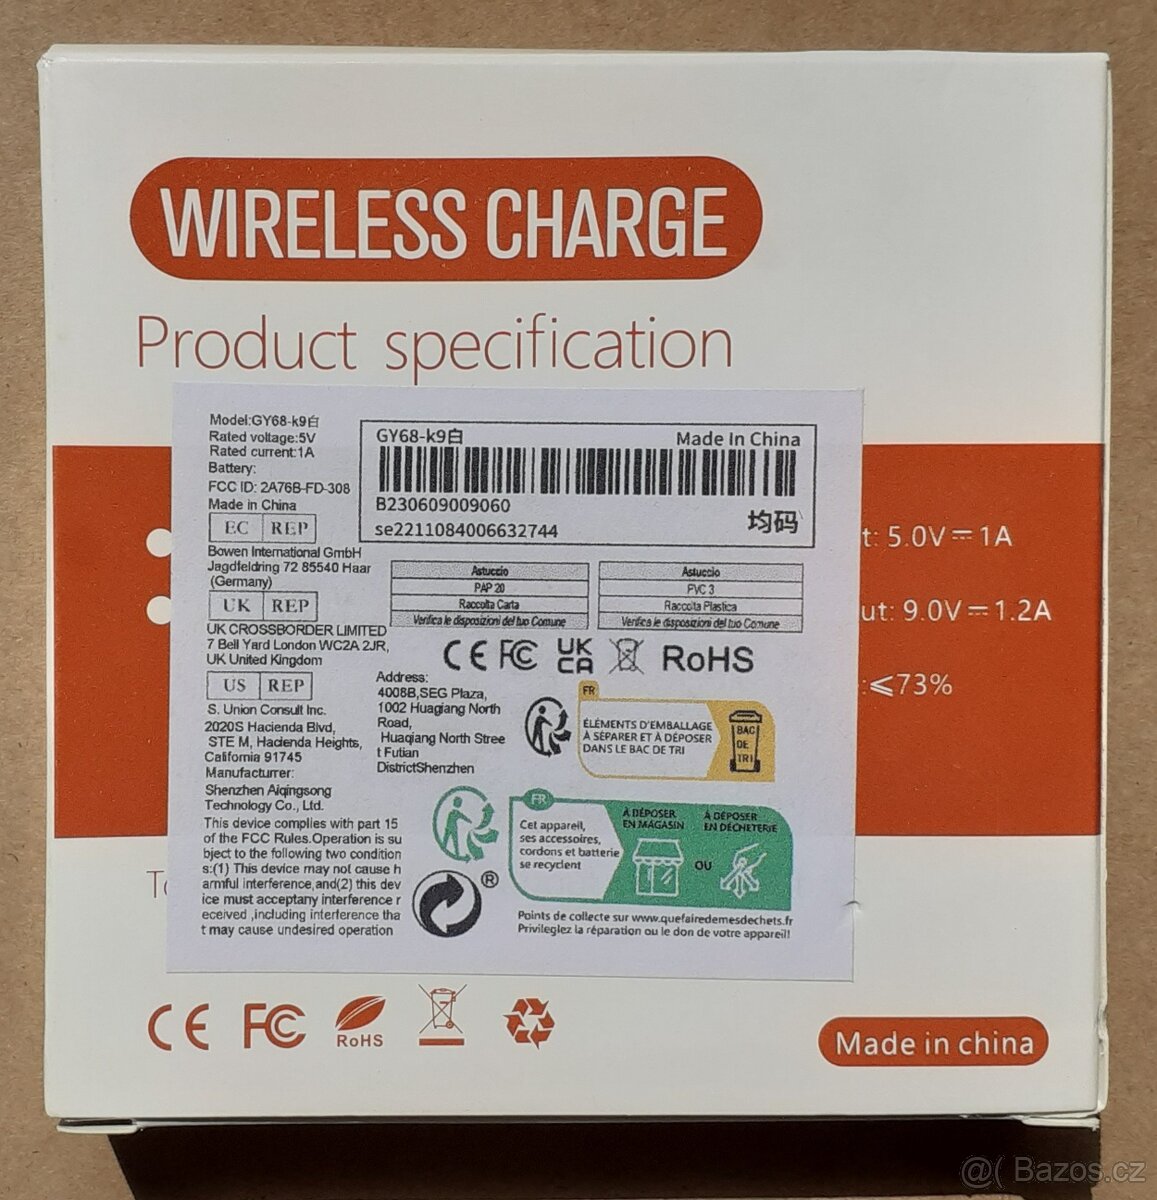 WIRELESS CHARGE
Product specification
Model:GY68-k9白
Rated voltage:5V
Rated current:1A
Battery:
FCC ID: 2A76B-FD-308
Made in China
EC REP
Bowen International GmbH
Jagdfeldring 72 85540 Haar
(Germany)
UK REP
UK CROSSBORDER LIMITED
7 Bell Yard London WC2A 2JR,
UK United Kingdom
US REP
S. Union Consult Inc.
2020S Hacienda Blvd,
STE M, Hacienda Heights,
California 91745
Manufacturrer:
Shenzhen Aiqingsong
Technology Co., Ltd.
This device complies with part 15
of the FCC Rules.Operation is su
bject to the following two condition
s:(1) This device may not cause h
armful interference,and(2) this dev
ice must acceptany interference r
eceived ,including interference tha
t may cause undesired operation
GY68-k9白 Made In China
B230609009060
se2211084006632744 均码
Astuccio
PAP 20
Raccolta Carta
Verifica le disposizioni del tuo Comune
Astuccio
PVC 3
Raccolta Plastica
Verifica le disposizioni del tuo Comune
CE FC UK CA RoHS
Address:
4008B,SEG Plaza,
1002 Huagiang North
Road,
Huaqiang North Stree
t Futian
DistrictShenzhen
FR
ÉLÉMENTS D'EMBALLAGE
À SÉPARER ET À DÉPOSER
DANS LE BAC DE TRI
BAC
DE
TRI
FR
Cet appareil,
ses accessoires,
cordons et batterie
se recyclent
À DÉPOSER
EN MAGASIN
OU
À DÉPOSER
EN DÉCHÈTERIE
®
Points de collecte sur www.quefairedemesdechets.fr
Privilegiez la réparation ou le don de votre appareil!
t: 5.0V⎓1A
ut: 9.0V⎓1.2A
:⩽73%
CE FC RoHS
Made in china
@( Bazos.cz